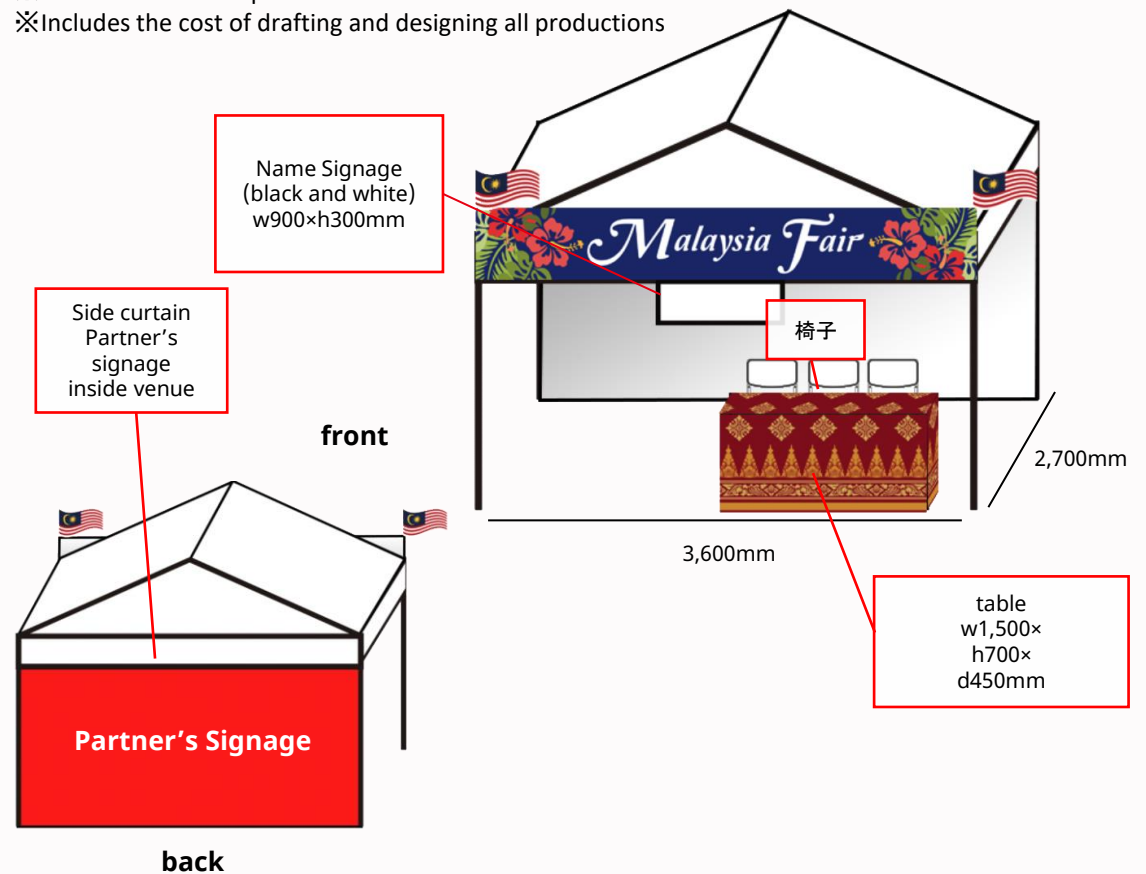 ※Includes the cost of drafting and designing all productions
Name Signage
(black and white)
w900×h300mm
Malaysia Fair
Side curtain
Partner’s
signage
inside venue
椅子
front
2,700mm
3,600mm
table
w1,500×
h700×
d450mm
Partner’s Signage
back